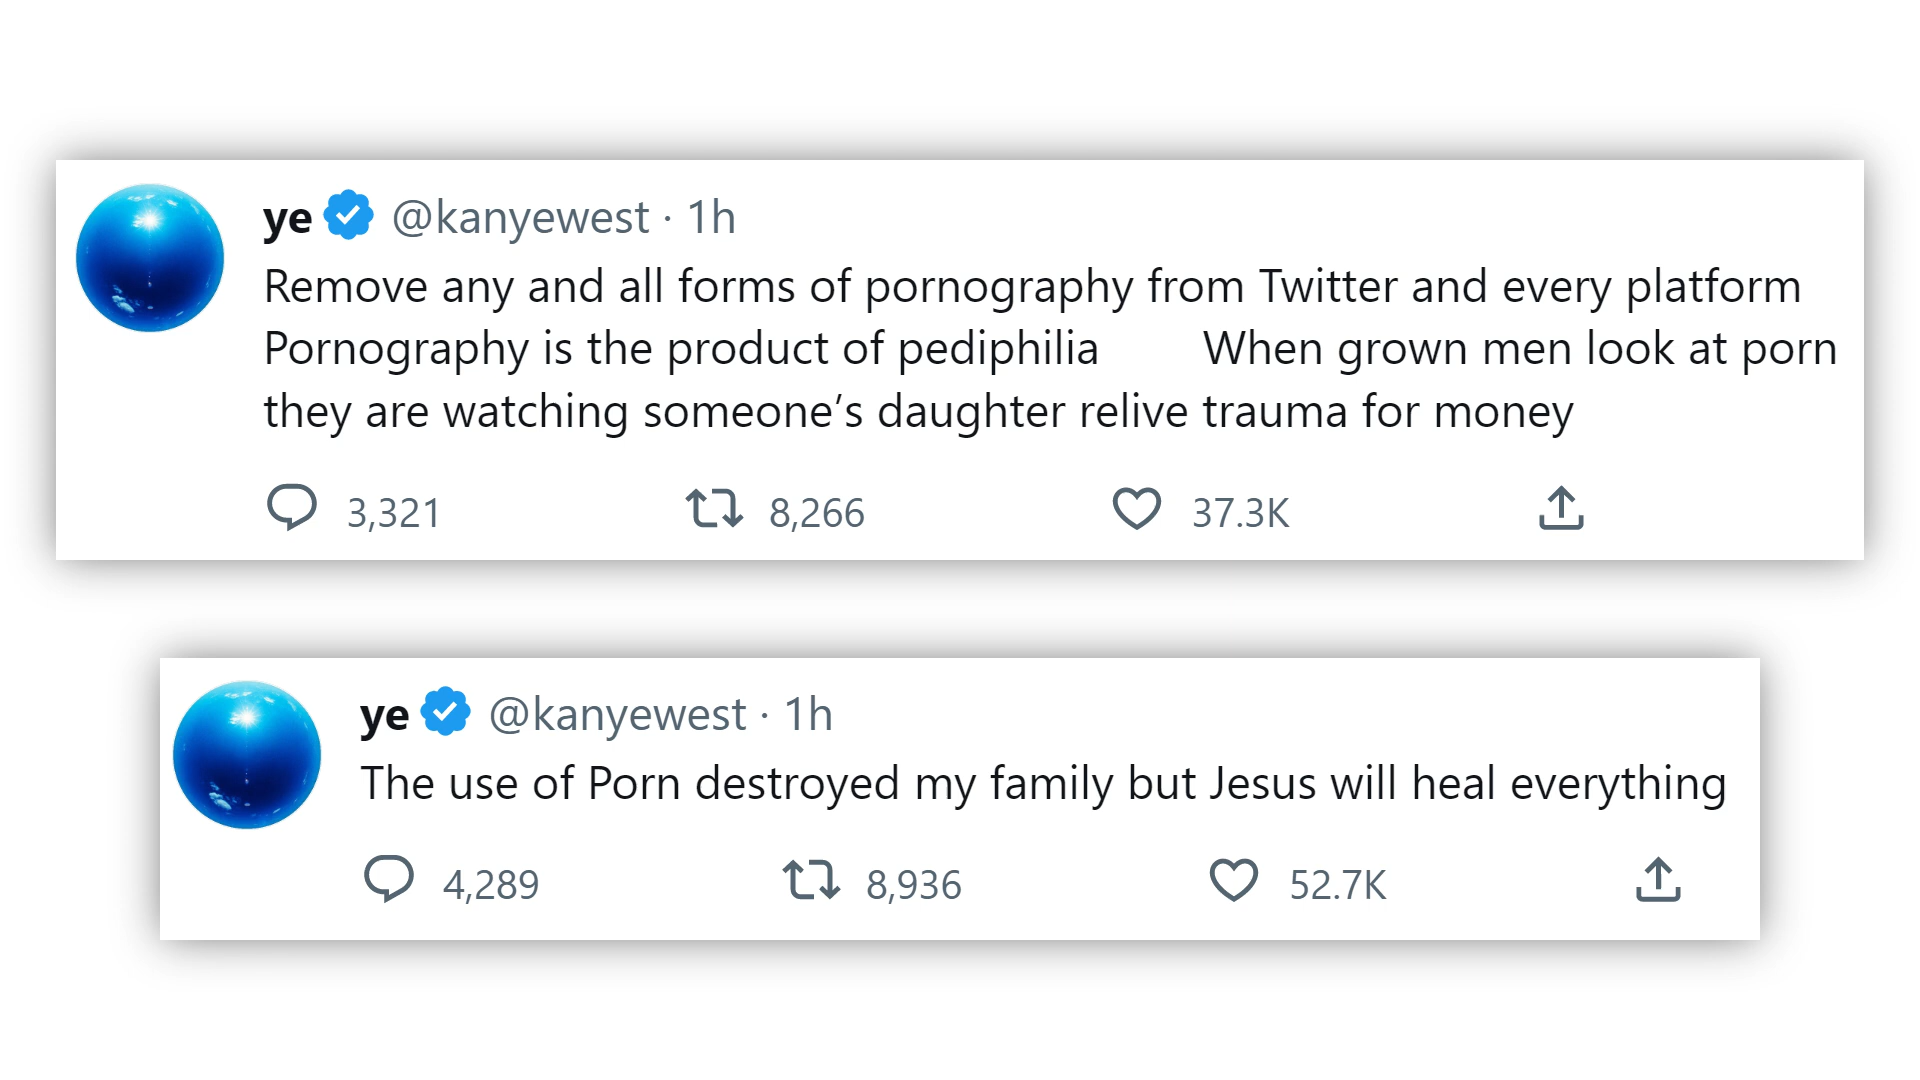 ye @kanyewest · 1h
Remove any and all forms of pornography from Twitter and every platform
Pornography is the product of pediphilia When grown men look at porn
they are watching someone’s daughter relive trauma for money
3,321 8,266 37.3K
ye @kanyewest · 1h
The use of Porn destroyed my family but Jesus will heal everything
4,289 8,936 52.7K